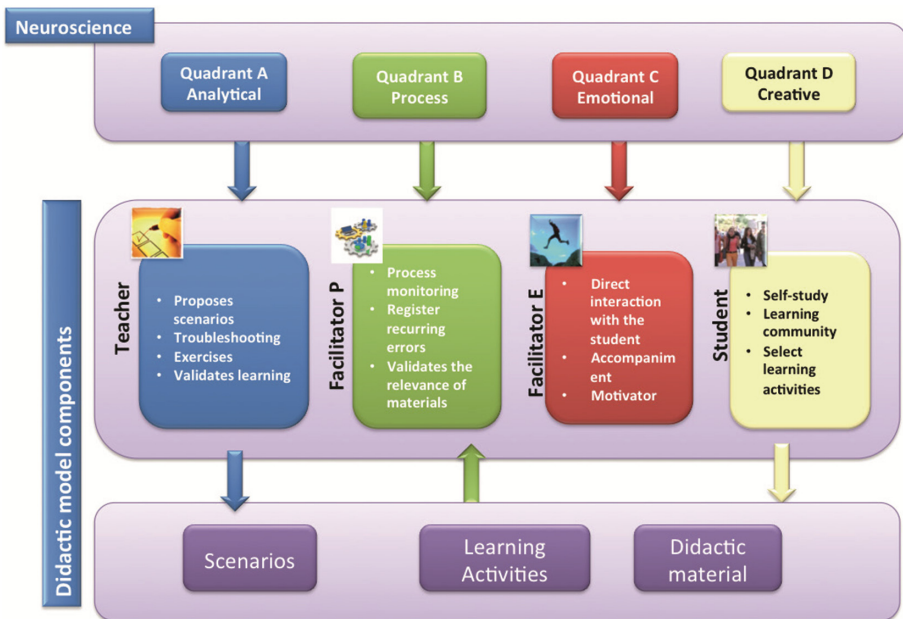 Neuroscience
Quadrant A
Analytical
Quadrant B
Process
Quadrant C
Emotional
Quadrant D
Creative
Didactic model components
Teacher
• Proposes
scenarios
• Troubleshooting
• Exercises
• Validates learning
Facilitator P
• Process
monitoring
• Register
recurring
errors
• Validates the
relevance of
materials
Facilitator E
• Direct
interaction
with the
student
• Accompanim
ent
• Motivator
Student
• Self-study
• Learning
community
• Select
learning
activities
Scenarios
Learning
Activities
Didactic
material